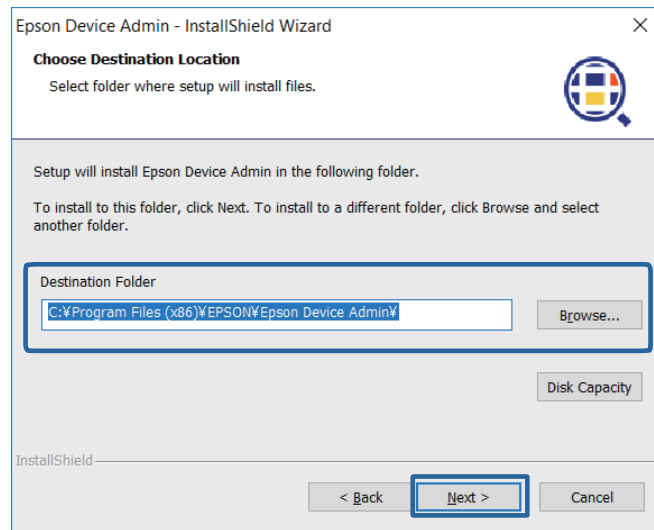 Epson Device Admin - InstallShield Wizard
Choose Destination Location
Select folder where setup will install files.
Setup will install Epson Device Admin in the following folder.
To install to this folder, click Next. To install to a different folder, click Browse and select
another folder.
Destination Folder
C:¥Program Files (x86)¥EPSON¥Epson Device Admin¥
Browse...
Disk Capacity
InstallShield
< Back
Next >
Cancel